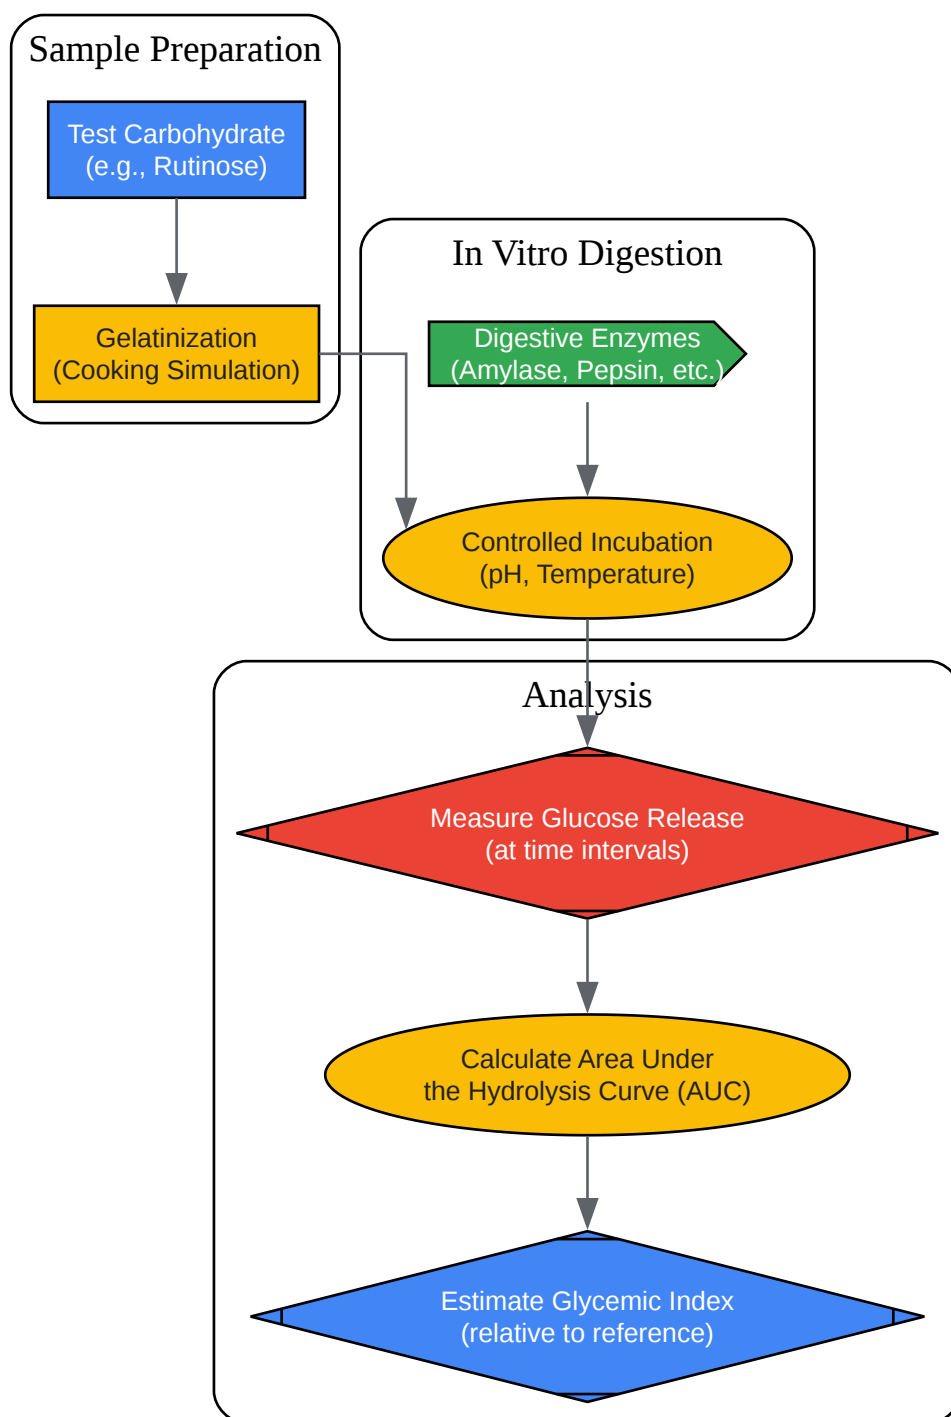 Sample Preparation
Test Carbohydrate
(e.g., Rutinose)
Gelatinization
(Cooking Simulation)
In Vitro Digestion
Digestive Enzymes
(Amylase, Pepsin, etc.)
Controlled Incubation
(pH, Temperature)
Analysis
Measure Glucose Release
(at time intervals)
Calculate Area Under
the Hydrolysis Curve (AUC)
Estimate Glycemic Index
(relative to reference)